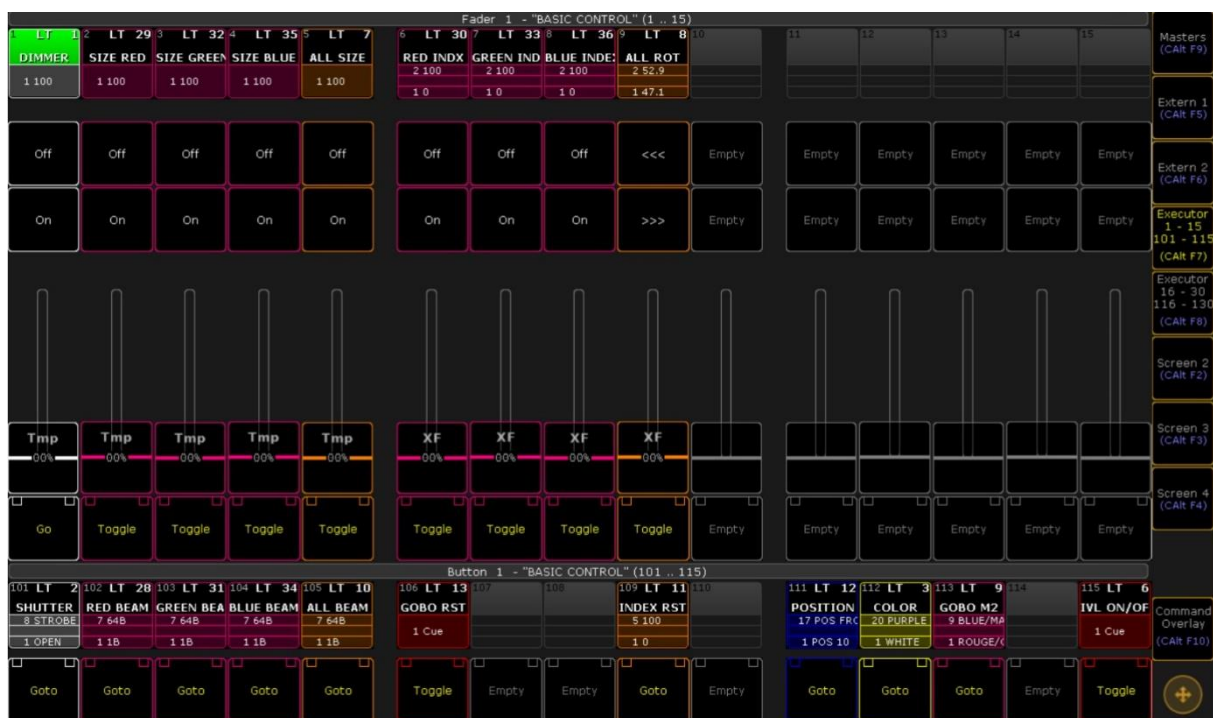 Fader 1 - "BASIC CONTROL" (1 .. 15)
1 LT 1 2 LT 29 3 LT 32 4 LT 35 5 LT 7 6 LT 30 7 LT 33 8 LT 36 9 LT 8 10 11 12 13 14 15
DIMMER SIZE RED SIZE GREEN SIZE BLUE ALL SIZE RED INDX GREEN IND BLUE INDE: ALL ROT
2 100 2 100 2 100 2 52.9
1 100 1 100 1 100 1 100 1 100
1 0 1 0 1 0 1 47.1
Off Off Off Off Off Off Off Off <<< Empty Empty Empty Empty Empty Empty
On On On On On On On On >>> Empty Empty Empty Empty Empty Empty
Tmp Tmp Tmp Tmp Tmp XF XF XF XF
00% 00% 00% 00% 00% 00% 00% 00% 00%
Go Toggle Toggle Toggle Toggle Toggle Toggle Toggle Toggle Empty Empty Empty Empty Empty Empty
Button 1 - "BASIC CONTROL" (101 .. 115)
101 LT 2 102 LT 28 103 LT 31 104 LT 34 105 LT 10 106 LT 13 107 108 109 LT 11 110 111 LT 12 112 LT 3 113 LT 9 114 115 LT 6
SHUTTER RED BEAM GREEN BEA BLUE BEAM ALL BEAM GOBO RST INDEX RST POSITION COLOR GOBO M2 IVL ON/OF
8 STROBE 7 64B 7 64B 7 64B 7 64B 5 100 17 POS FRO 20 PURPLE 9 BLUE/MA
1 Cue 1 Cue
1 OPEN 1 1B 1 1B 1 1B 1 1B 1 0 1 POS 10 1 WHITE 1 ROUGE/
Goto Goto Goto Goto Goto Toggle Empty Empty Goto Empty Goto Goto Goto Empty Toggle
Masters
(CAlt F9)
Extern 1
(CAlt F5)
Extern 2
(CAlt F6)
Executor
1 - 15
101 - 115
(CAlt F7)
Executor
16 - 30
116 - 130
(CAlt F8)
Screen 2
(CAlt F2)
Screen 3
(CAlt F3)
Screen 4
(CAlt F4)
Command
Overlay
(CAlt F10)